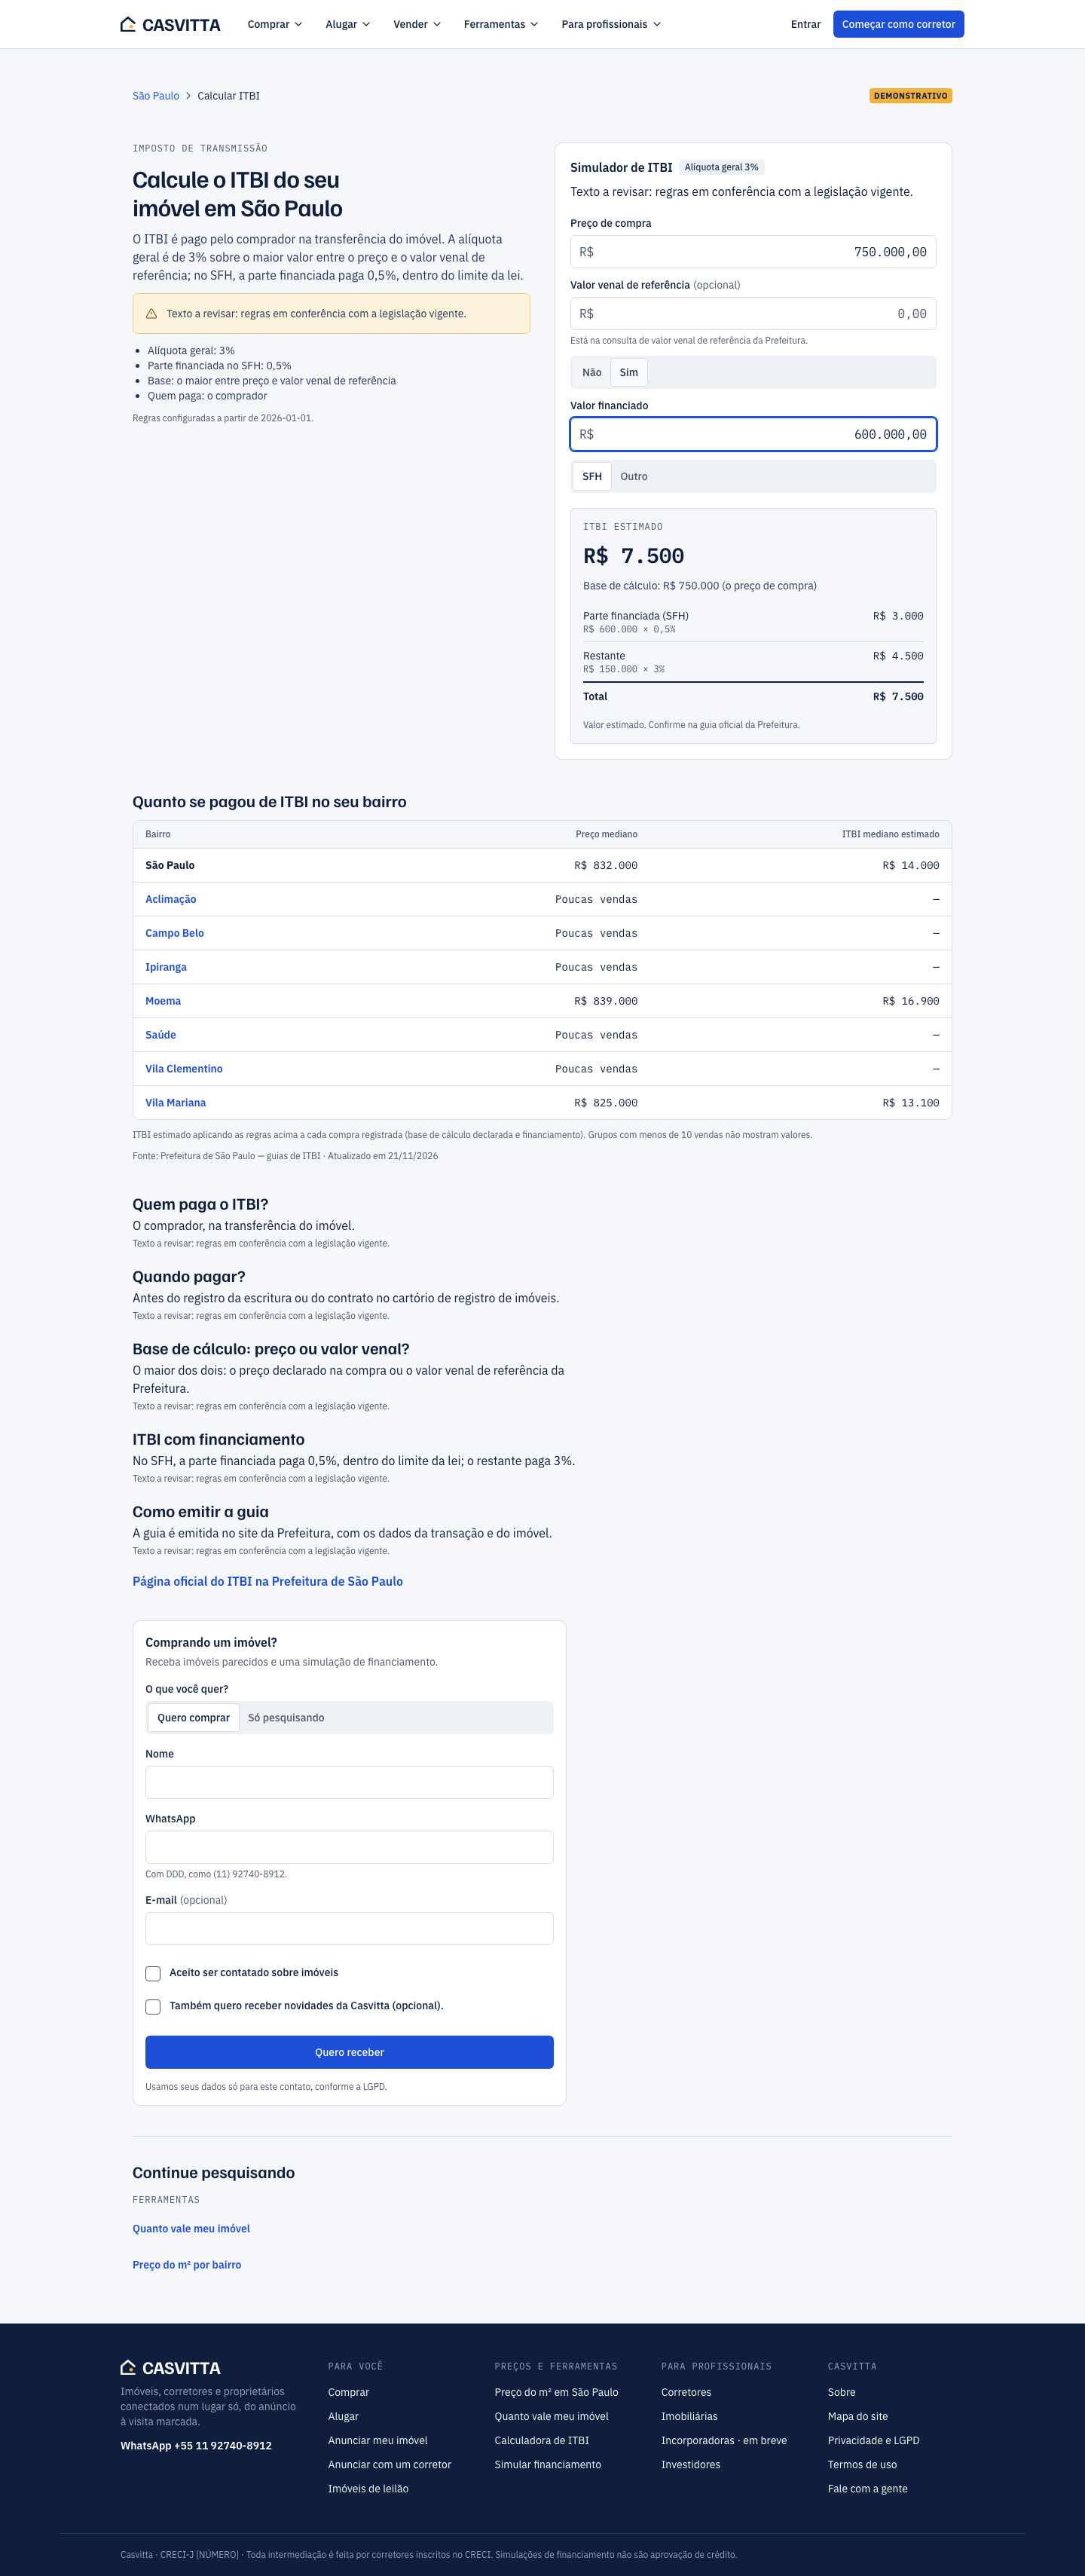 CASVITTA
Comprar
Alugar
Vender
Ferramentas
Para profissionais
Entrar
Começar como corretor
São Paulo > Calcular ITBI
DEMONSTRATIVO
IMPOSTO DE TRANSMISSÃO
Calcule o ITBI do seu
imóvel em São Paulo
O ITBI é pago pelo comprador na transferência do imóvel. A alíquota
geral é de 3% sobre o maior valor entre o preço e o valor venal de
referência; no SFH, a parte financiada paga 0,5%, dentro do limite da lei.
Texto a revisar: regras em conferência com a legislação vigente.
• Alíquota geral: 3%
• Parte financiada no SFH: 0,5%
• Base: o maior entre preço e valor venal de referência
• Quem paga: o comprador
Regras configuradas a partir de 2026-01-01.
Simulador de ITBI Alíquota geral 3%
Texto a revisar: regras em conferência com a legislação vigente.
Preço de compra
R$ 750.000,00
Valor venal de referência (opcional)
R$ 0,00
Está na consulta de valor venal de referência da Prefeitura.
Não Sim
Valor financiado
R$ 600.000,00
SFH Outro
ITBI ESTIMADO
R$ 7.500
Base de cálculo: R$ 750.000 (o preço de compra)
Parte financiada (SFH) R$ 3.000
R$ 600.000 × 0,5%
Restante R$ 4.500
R$ 150.000 × 3%
Total R$ 7.500
Valor estimado. Confirme na guia oficial da Prefeitura.
Quanto se pagou de ITBI no seu bairro
Bairro Preço mediano ITBI mediano estimado
São Paulo R$ 832.000 R$ 14.000
Aclimação Poucas vendas —
Campo Belo Poucas vendas —
Ipiranga Poucas vendas —
Moema R$ 839.000 R$ 16.900
Saúde Poucas vendas —
Vila Clementino Poucas vendas —
Vila Mariana R$ 825.000 R$ 13.100
ITBI estimado aplicando as regras acima a cada compra registrada (base de cálculo declarada e financiamento). Grupos com menos de 10 vendas não mostram valores.
Fonte: Prefeitura de São Paulo — guias de ITBI · Atualizado em 21/11/2026
Quem paga o ITBI?
O comprador, na transferência do imóvel.
Texto a revisar: regras em conferência com a legislação vigente.
Quando pagar?
Antes do registro da escritura ou do contrato no cartório de registro de imóveis.
Texto a revisar: regras em conferência com a legislação vigente.
Base de cálculo: preço ou valor venal?
O maior dos dois: o preço declarado na compra ou o valor venal de referência da
Prefeitura.
Texto a revisar: regras em conferência com a legislação vigente.
ITBI com financiamento
No SFH, a parte financiada paga 0,5%, dentro do limite da lei; o restante paga 3%.
Texto a revisar: regras em conferência com a legislação vigente.
Como emitir a guia
A guia é emitida no site da Prefeitura, com os dados da transação e do imóvel.
Texto a revisar: regras em conferência com a legislação vigente.
Página oficial do ITBI na Prefeitura de São Paulo
Comprando um imóvel?
Receba imóveis parecidos e uma simulação de financiamento.
O que você quer?
Quero comprar Só pesquisando
Nome
WhatsApp
Com DDD, como (11) 92740-8912.
E-mail (opcional)
Aceito ser contatado sobre imóveis
Também quero receber novidades da Casvitta (opcional).
Quero receber
Usamos seus dados só para este contato, conforme a LGPD.
Continue pesquisando
FERRAMENTAS
Quanto vale meu imóvel
Preço do m² por bairro
CASVITTA
Imóveis, corretores e proprietários
conectados num lugar só, do anúncio
à visita marcada.
WhatsApp +55 11 92740-8912
PARA VOCÊ
Comprar
Alugar
Anunciar meu imóvel
Anunciar com um corretor
Imóveis de leilão
PREÇOS E FERRAMENTAS
Preço do m² em São Paulo
Quanto vale meu imóvel
Calculadora de ITBI
Simular financiamento
PARA PROFISSIONAIS
Corretores
Imobiliárias
Incorporadoras · em breve
Investidores
CASVITTA
Sobre
Mapa do site
Privacidade e LGPD
Termos de uso
Fale com a gente
Casvitta · CRECI-J [NÚMERO] · Toda intermediação é feita por corretores inscritos no CRECI. Simulações de financiamento não são aprovação de crédito.